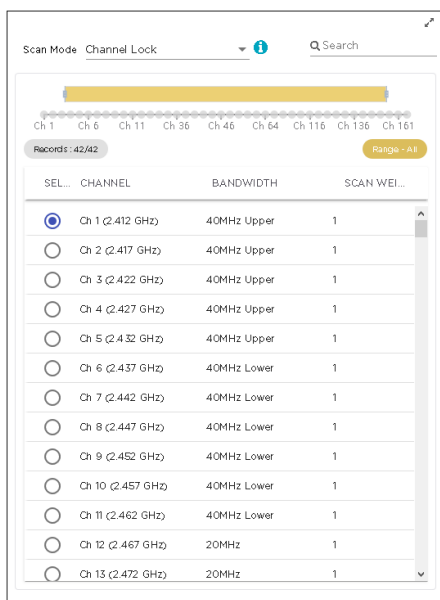 Scan Mode Channel Lock Search
Ch 1 Ch 6 Ch 11 Ch 36 Ch 46 Ch 64 Ch 116 Ch 136 Ch 161
Records : 42/42 Range - All
SEL... CHANNEL BANDWIDTH SCAN WEI...
Ch 1 (2.412 GHz) 40MHz Upper 1
Ch 2 (2.417 GHz) 40MHz Upper 1
Ch 3 (2.422 GHz) 40MHz Upper 1
Ch 4 (2.427 GHz) 40MHz Upper 1
Ch 5 (2.432 GHz) 40MHz Upper 1
Ch 6 (2.437 GHz) 40MHz Lower 1
Ch 7 (2.442 GHz) 40MHz Lower 1
Ch 8 (2.447 GHz) 40MHz Lower 1
Ch 9 (2.452 GHz) 40MHz Lower 1
Ch 10 (2.457 GHz) 40MHz Lower 1
Ch 11 (2.462 GHz) 40MHz Lower 1
Ch 12 (2.467 GHz) 20MHz 1
Ch 13 (2.472 GHz) 20MHz 1